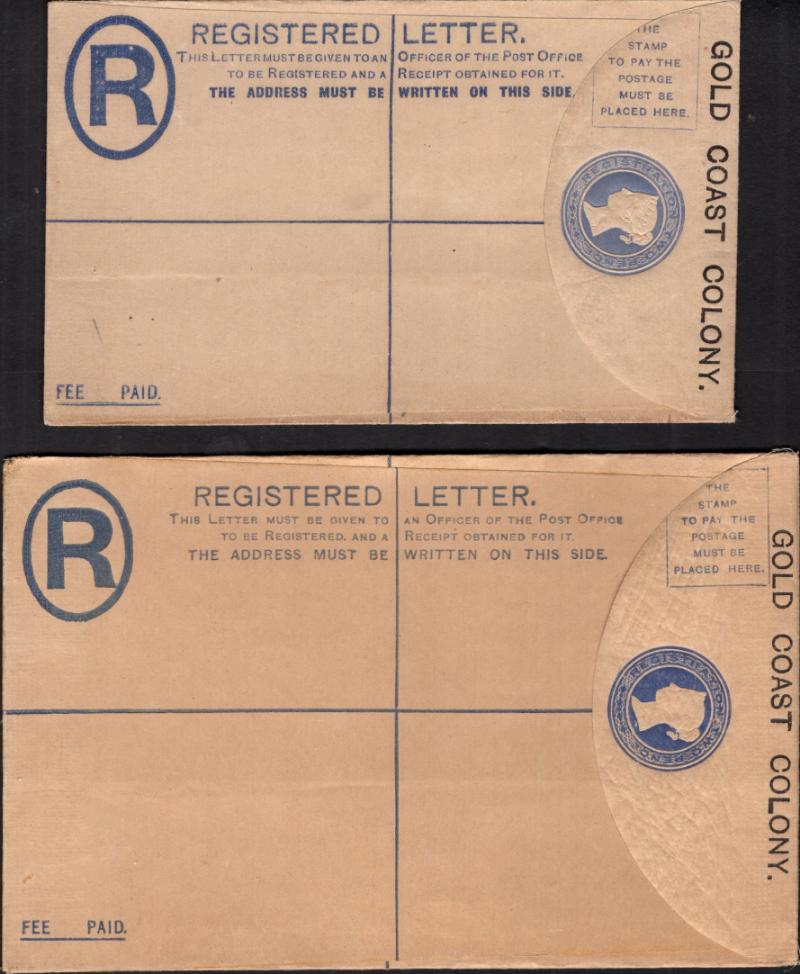 R
REGISTERED LETTER.
THIS LETTER MUST BE GIVEN TO AN OFFICER OF THE POST OFFICE
TO BE REGISTERED AND A RECEIPT OBTAINED FOR IT.
THE ADDRESS MUST BE WRITTEN ON THIS SIDE.
THE
STAMP
TO PAY THE
POSTAGE
MUST BE
PLACED HERE.
REGISTRATION TWO
GOLD COAST COLONY.
FEE PAID.
R
REGISTERED LETTER.
THIS LETTER MUST BE GIVEN TO AN OFFICER OF THE POST OFFICE
TO BE REGISTERED. AND A RECEIPT OBTAINED FOR IT.
THE ADDRESS MUST BE WRITTEN ON THIS SIDE.
THE
STAMP
TO PAY THE
POSTAGE
MUST BE
PLACED HERE.
REGISTRATION TWO PENCE
GOLD COAST COLONY.
FEE PAID.